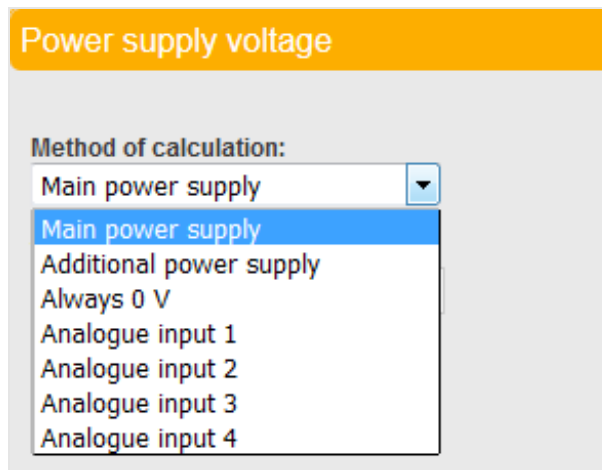 Power supply voltage
Method of calculation:
Main power supply
Main power supply
Additional power supply
Always 0 V
Analogue input 1
Analogue input 2
Analogue input 3
Analogue input 4